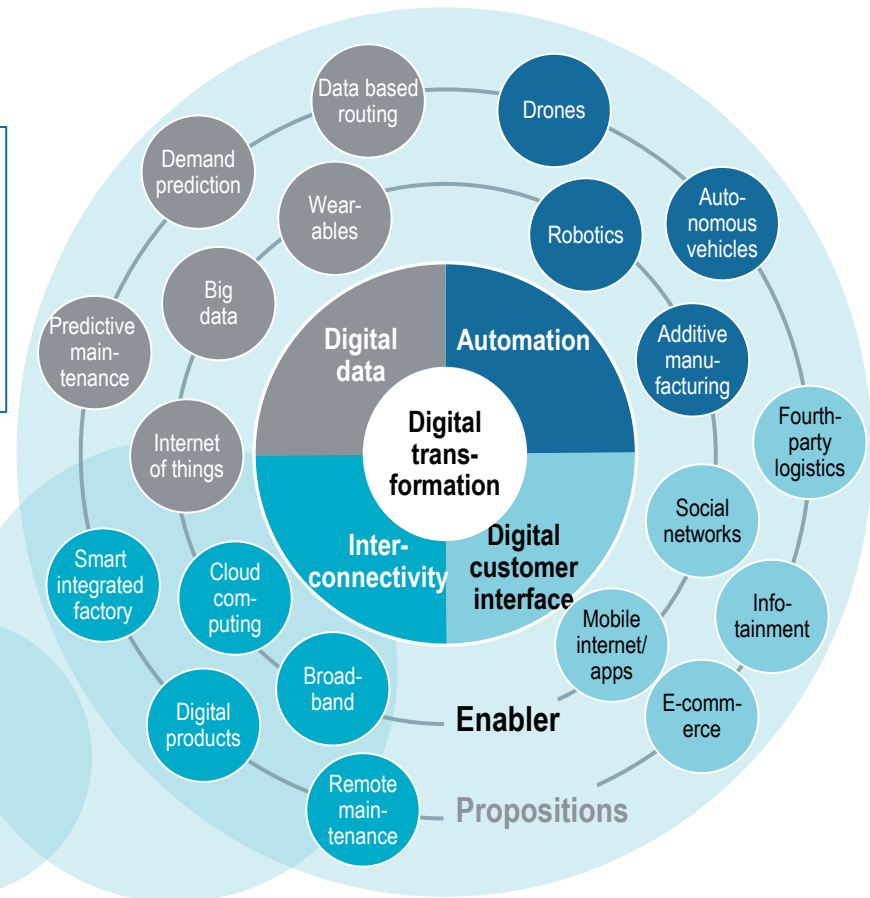 Data based
routing
Drones
Demand
prediction
Wear-
ables
Auto-
nomous
vehicles
Robotics
Big
data
Predictive
main-
tenance
Digital
data
Automation
Additive
manu-
facturing
Digital
trans-
formation
Fourth-
party
logistics
Internet
of things
Social
networks
Inter-
connectivity
Digital
customer
interface
Smart
integrated
factory
Cloud
com-
puting
Mobile
internet/
apps
Info-
tainment
Broad-
band
Digital
products
E-comm-
erce
Enabler
Remote
main-
tenance
Propositions